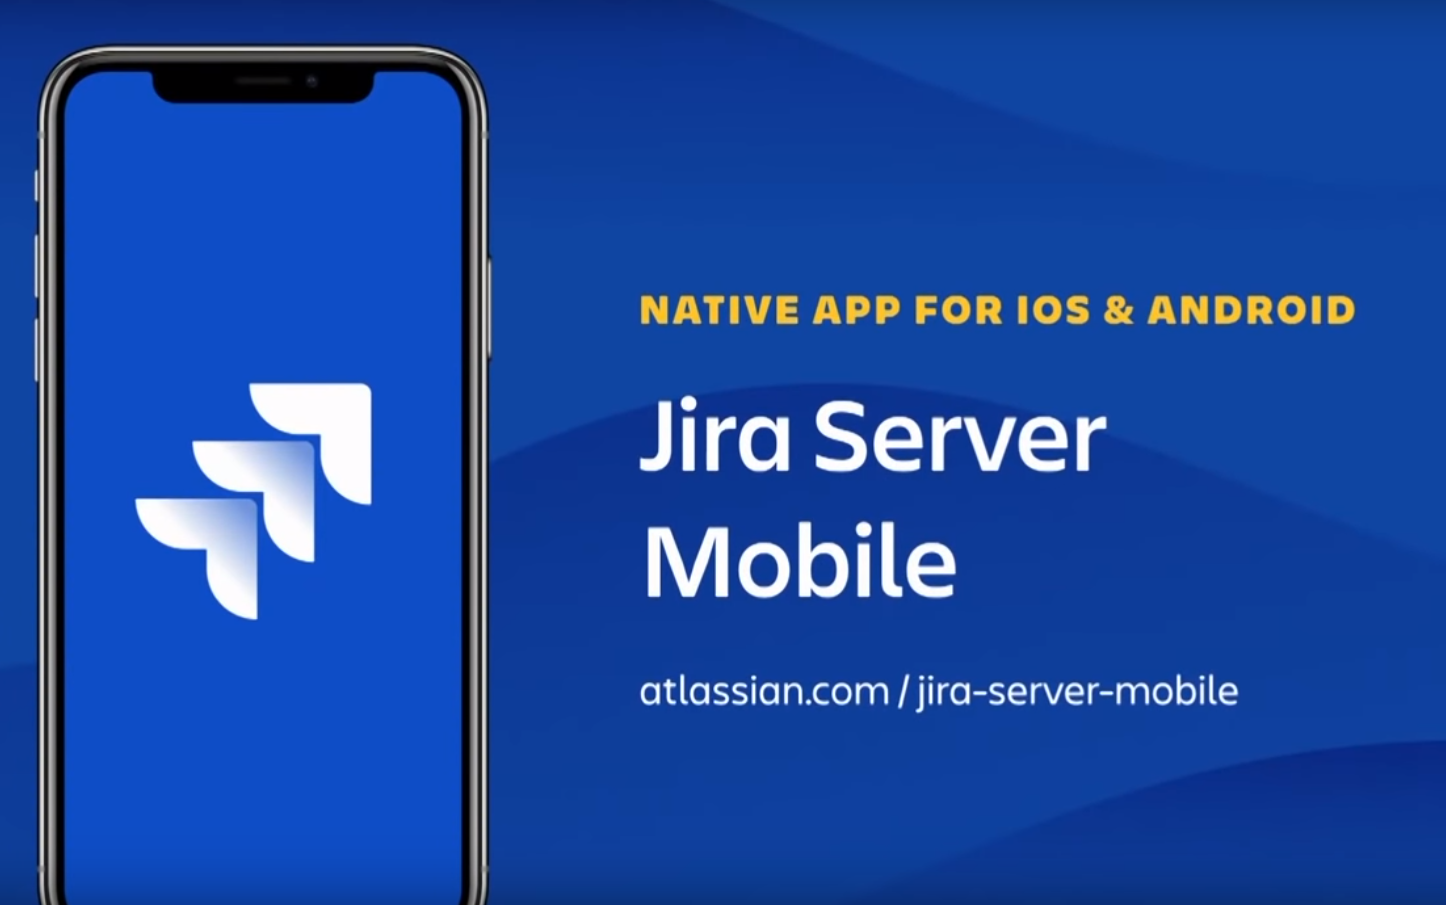 NATIVE APP FOR IOS & ANDROID
Jira Server
Mobile
atlassian.com/jira-server-mobile